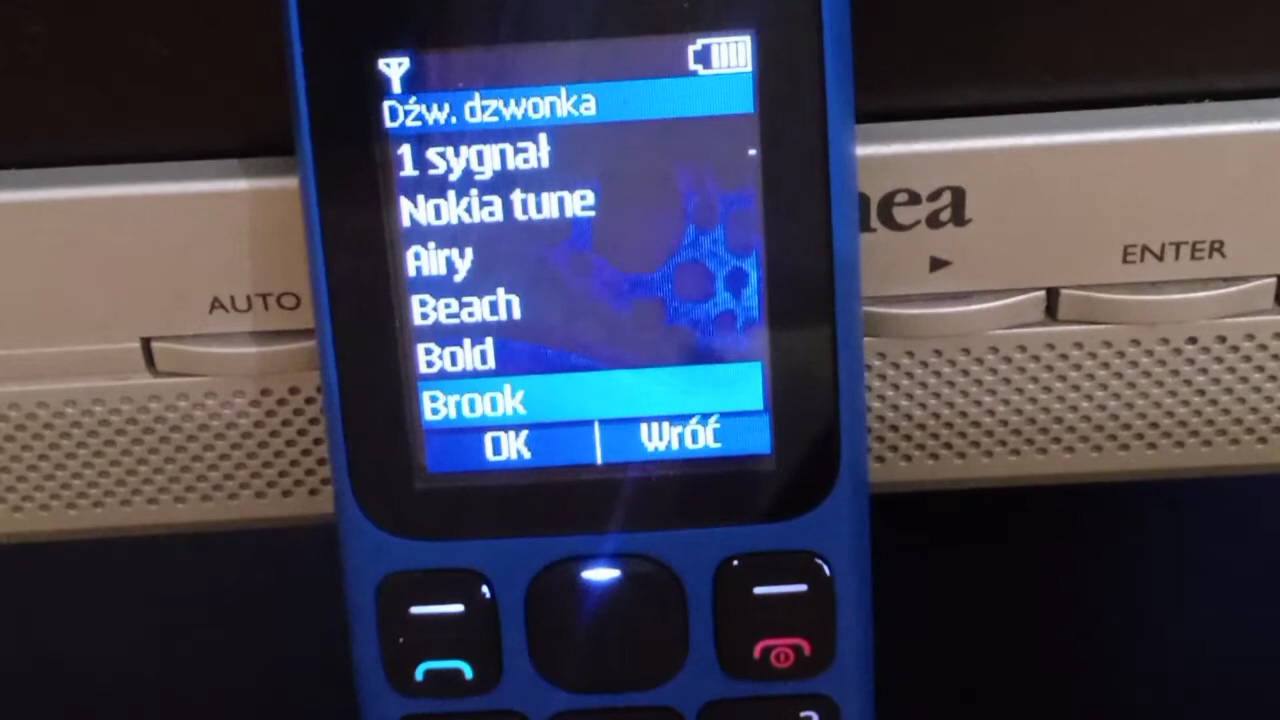 Dźw. dzwonka
1 sygnał
Nokia tune
Airy
Beach
Bold
Brook
OK
Wróć
AUTO
ENTER